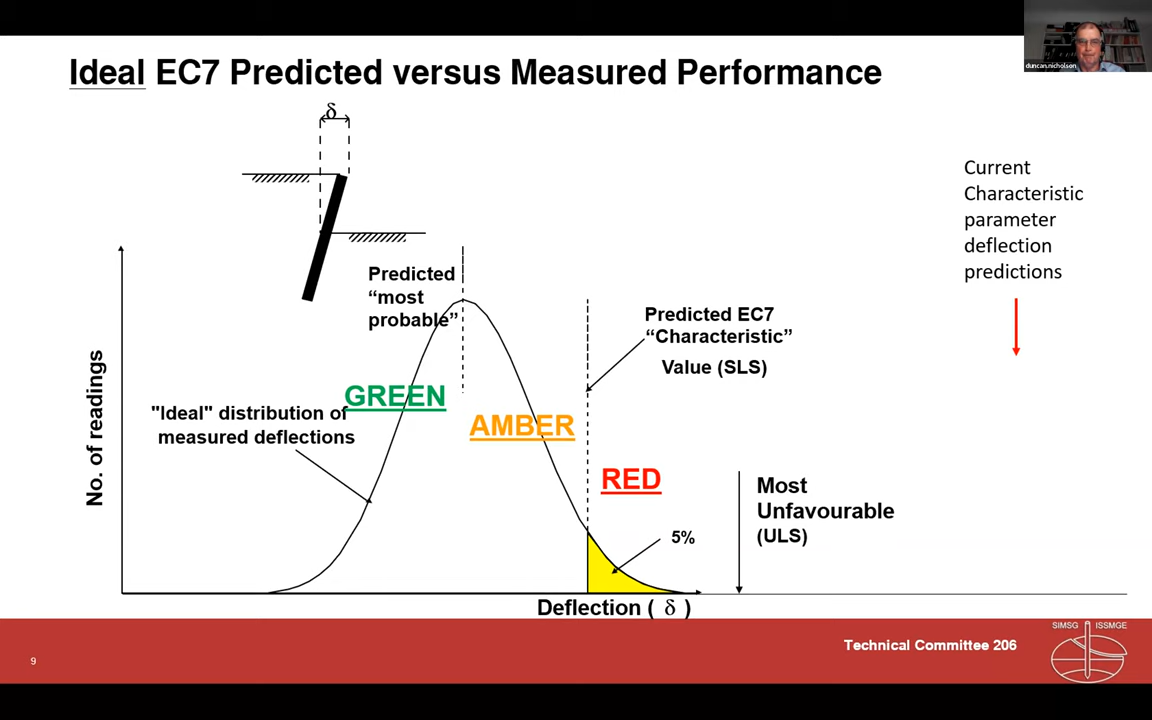 Ideal EC7 Predicted versus Measured Performance
duncan.nicholson
δ
Current
Characteristic
parameter
deflection
predictions
Predicted
“most
probable”
Predicted EC7
“Characteristic”
Value (SLS)
GREEN
"Ideal" distribution of
measured deflections
AMBER
RED
No. of readings
5%
Most
Unfavourable
(ULS)
Deflection ( δ )
Technical Committee 206
SIMSG ISSMGE
9